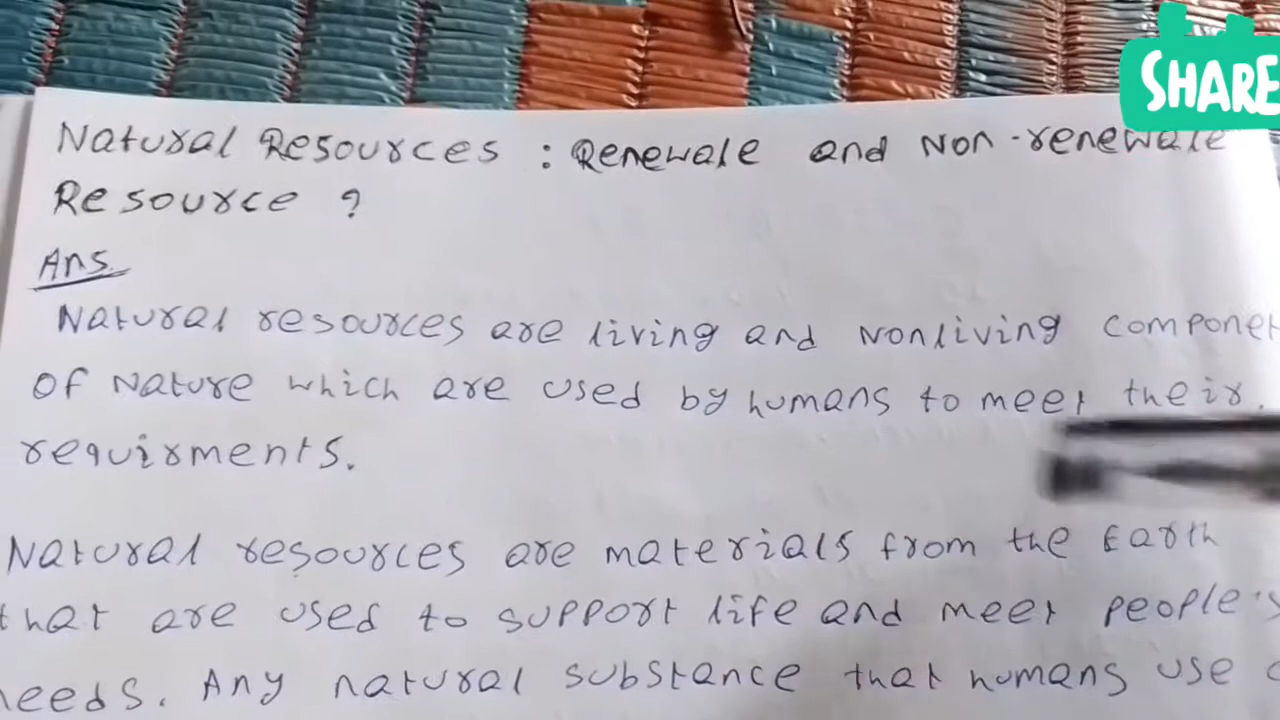 SHARE
Natural Resources : Renewale and Non-renewale
Resource ?
Ans.
Natural resources are living and Nonliving
of Nature which are used by humans to meet their.
requirments.
Natural resources are materials from the Earth
that are used to support life and meet people's
needs. Any natural substance that humans use